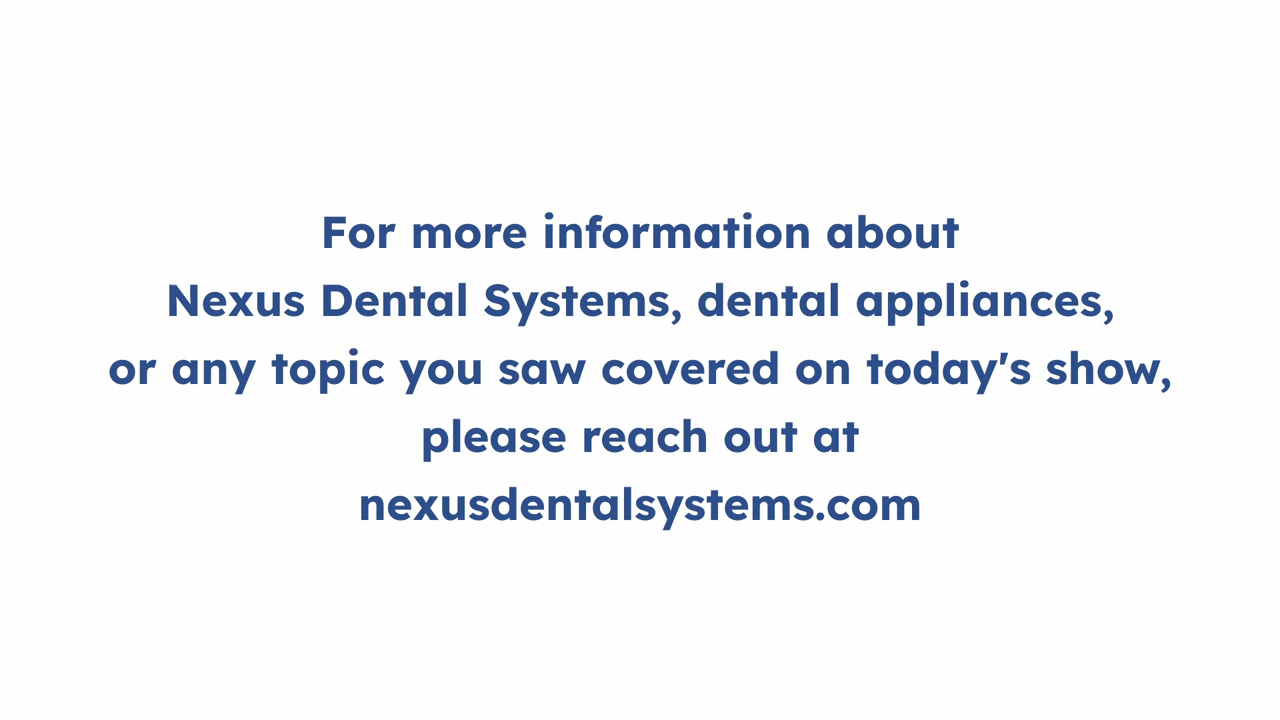 For more information about
Nexus Dental Systems, dental appliances,
or any topic you saw covered on today's show,
please reach out at
nexusdentalsystems.com